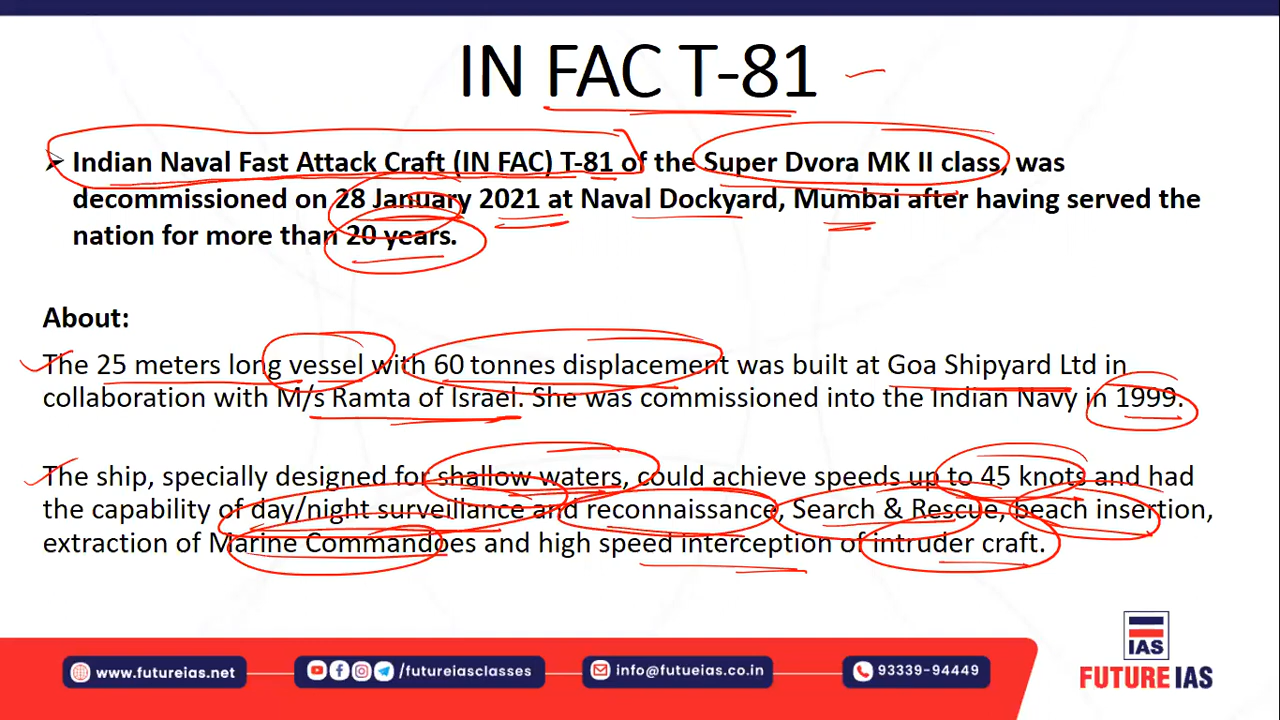 IN FAC T-81
➢ Indian Naval Fast Attack Craft (IN FAC) T-81 of the Super Dvora MK II class, was
decommissioned on 28 January 2021 at Naval Dockyard, Mumbai after having served the
nation for more than 20 years.
About:
The 25 meters long vessel with 60 tonnes displacement was built at Goa Shipyard Ltd in
collaboration with M/s Ramta of Israel. She was commissioned into the Indian Navy in 1999.
The ship, specially designed for shallow waters, could achieve speeds up to 45 knots and had
the capability of day/night surveillance and reconnaissance, Search & Rescue, beach insertion,
extraction of Marine Commandoes and high speed interception of intruder craft.
www.futureias.net
/futureiasclasses
info@futueias.co.in
93339-94449
IAS
FUTURE IAS